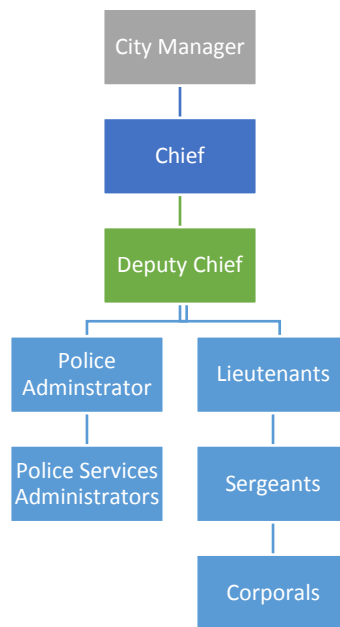 City Manager
Chief
Deputy Chief
Police
Adminstrator
Lieutenants
Police Services
Administrators
Sergeants
Corporals